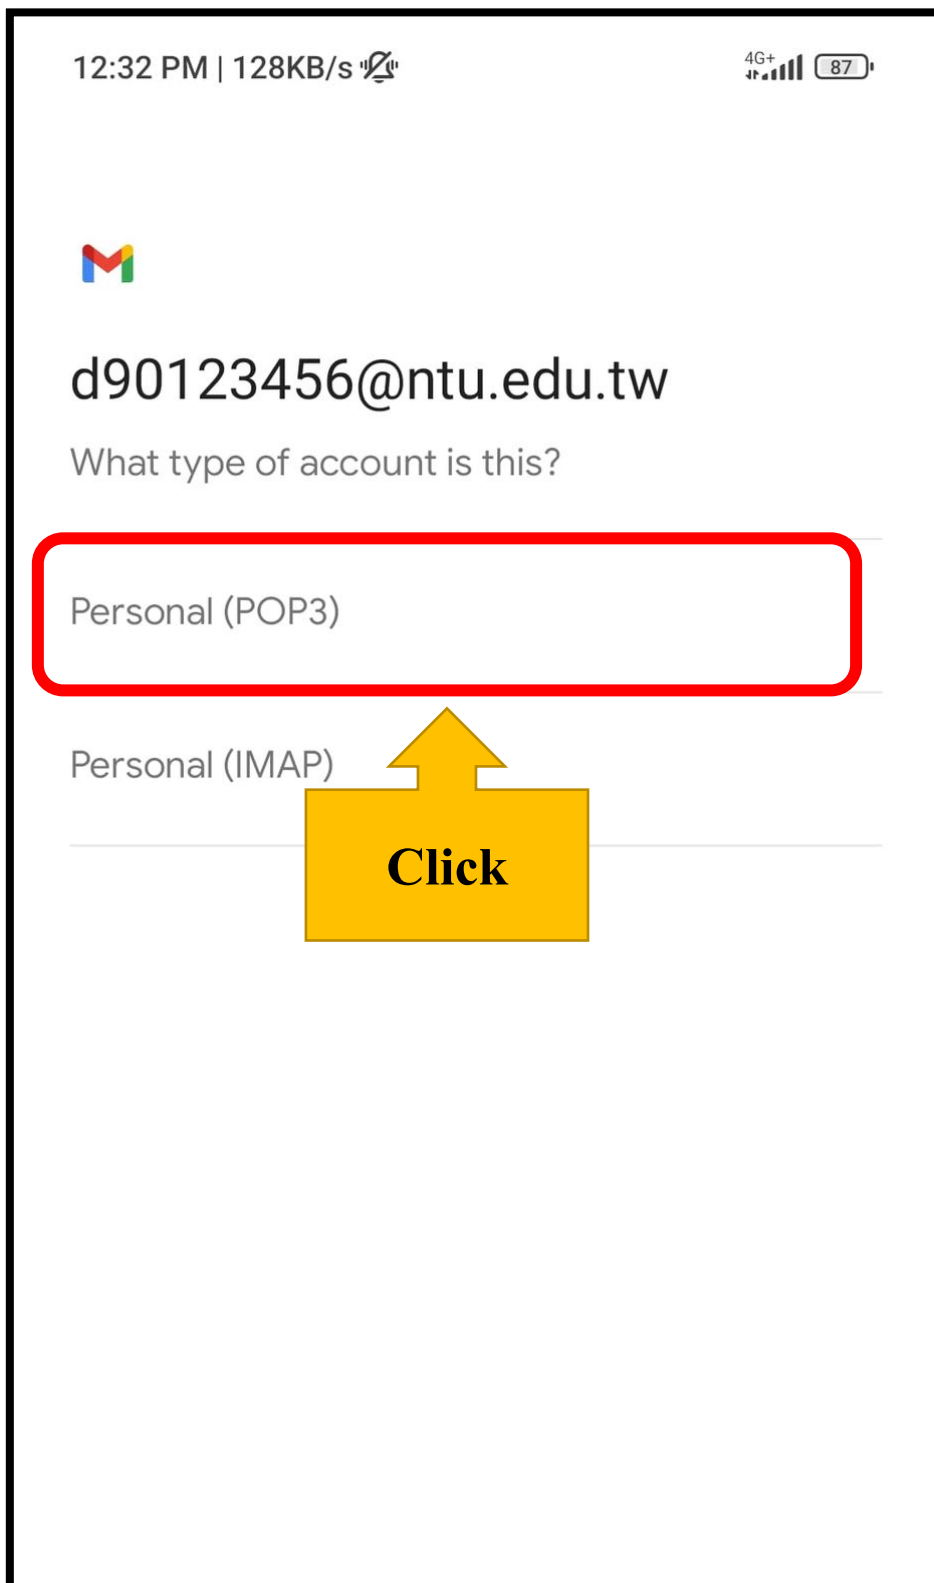 12:32 PM | 128KB/s 4G+ 87
d90123456@ntu.edu.tw
What type of account is this?
Personal (POP3)
Personal (IMAP)
Click